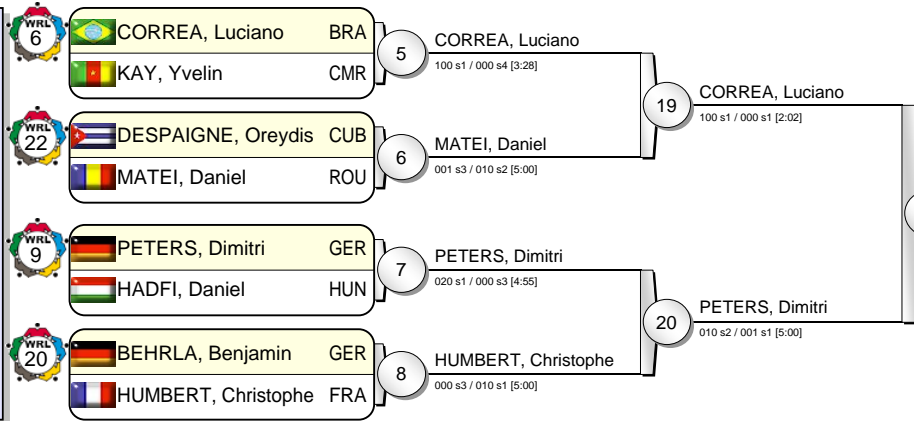 WRL
6
CORREA, Luciano BRA
KAY, Yvelin CMR
5
CORREA, Luciano
100 s1 / 000 s4 [3:28]
WRL
22
DESPAIGNE, Oreydis CUB
MATEI, Daniel ROU
6
MATEI, Daniel
001 s3 / 010 s2 [5:00]
19
CORREA, Luciano
100 s1 / 000 s1 [2:02]
WRL
9
PETERS, Dimitri GER
HADFI, Daniel HUN
7
PETERS, Dimitri
020 s1 / 000 s3 [4:55]
WRL
20
BEHRLA, Benjamin GER
HUMBERT, Christophe FRA
8
HUMBERT, Christophe
000 s3 / 010 s1 [5:00]
20
PETERS, Dimitri
010 s2 / 001 s1 [5:00]